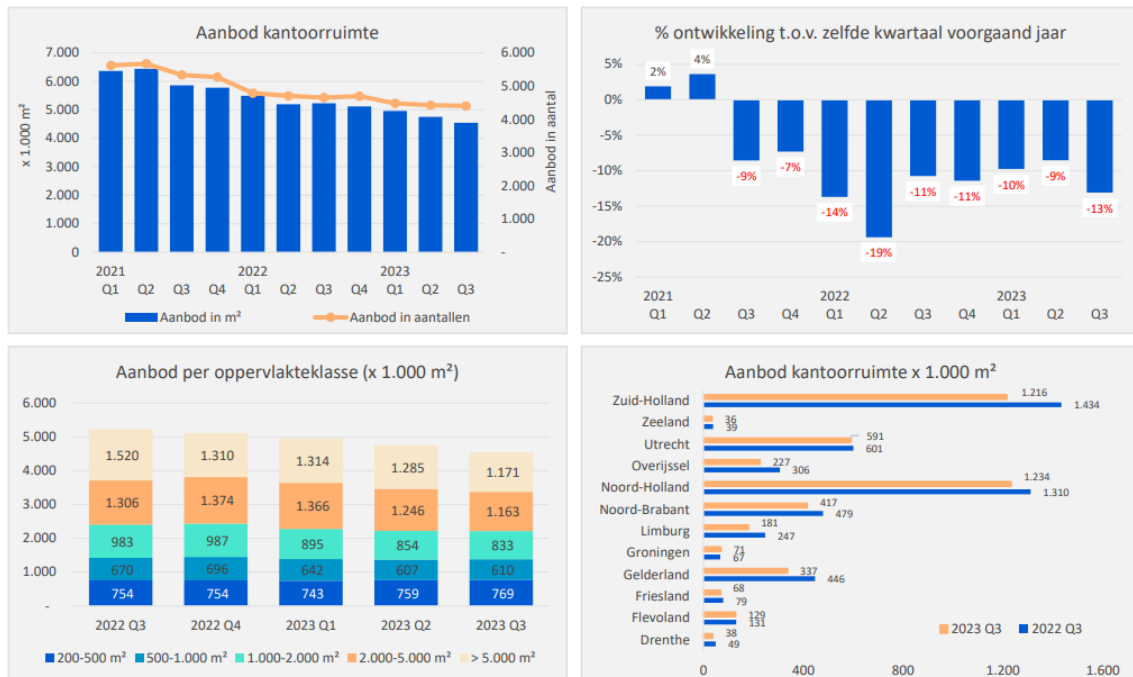 Aanbod kantoorruimte
7.000
6.000
5.000
4.000
3.000
2.000
1.000
0
x 1.000 m²
6.000
5.000
4.000
3.000
2.000
1.000
-
Aanbod in aantal
2021 2022 2023
Q1 Q2 Q3 Q4 Q1 Q2 Q3 Q4 Q1 Q2 Q3
Aanbod in m² Aanbod in aantallen
% ontwikkeling t.o.v. zelfde kwartaal voorgaand jaar
5%
0%
-5%
-10%
-15%
-20%
-25%
2% 4% -9% -7% -14% -19% -11% -11% -10% -9% -13%
2021 2022 2023
Q1 Q2 Q3 Q4 Q1 Q2 Q3 Q4 Q1 Q2 Q3
Aanbod per oppervlakteklasse (x 1.000 m²)
6.000
5.000
4.000
3.000
2.000
1.000
-
1.520 1.310 1.314 1.285 1.171
1.306 1.374 1.366 1.246 1.163
983 987 895 854 833
670 696 642 607 610
754 754 743 759 769
2022 Q3 2022 Q4 2023 Q1 2023 Q2 2023 Q3
200-500 m² 500-1.000 m² 1.000-2.000 m² 2.000-5.000 m² > 5.000 m²
Aanbod kantoorruimte x 1.000 m²
Zuid-Holland 1.216 1.434
Zeeland 36 39
Utrecht 591 601
Overijssel 227 306
Noord-Holland 1.234 1.310
Noord-Brabant 417 479
Limburg 181 247
Groningen 71 67
Gelderland 337 446
Friesland 68 79
Flevoland 129 131
Drenthe 38 49
2023 Q3 2022 Q3
0 400 800 1.200 1.600